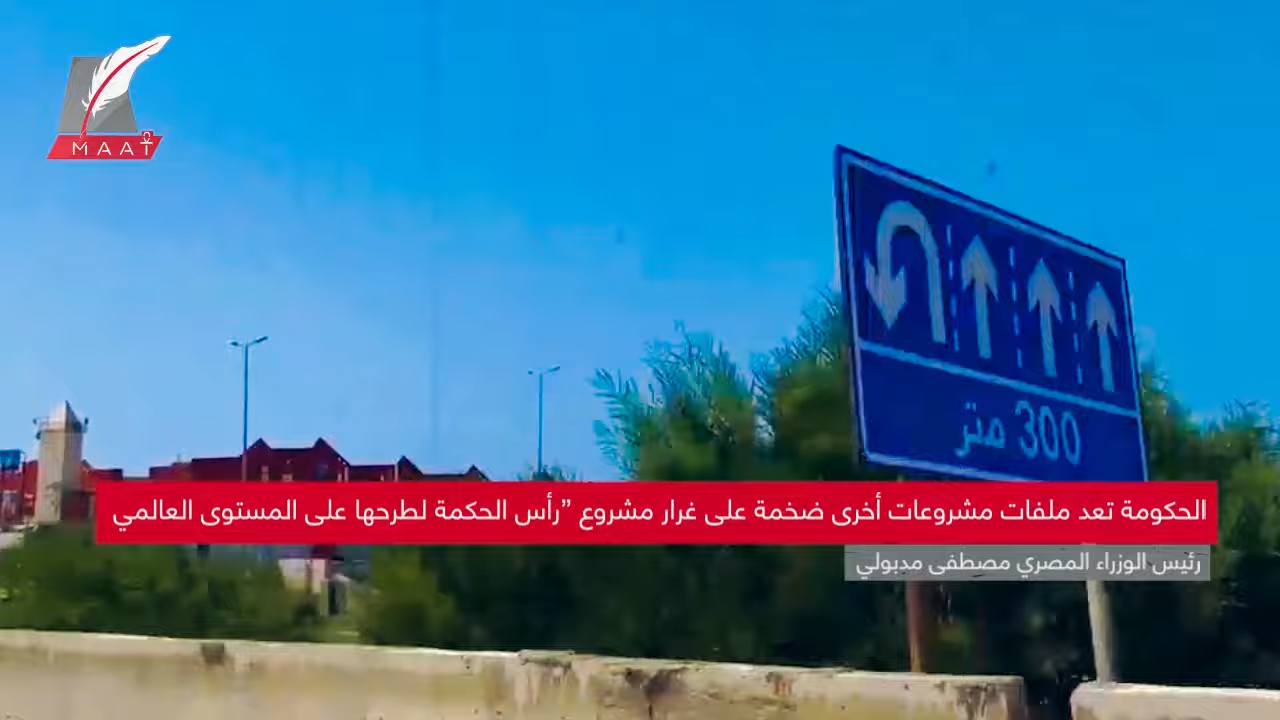 MAAT
300 متر
الحكومة تعد ملفات مشروعات أخرى ضخمة على غرار مشروع ”رأس الحكمة لطرحها على المستوى العالمي
رئيس الوزراء المصري مصطفى مدبولي